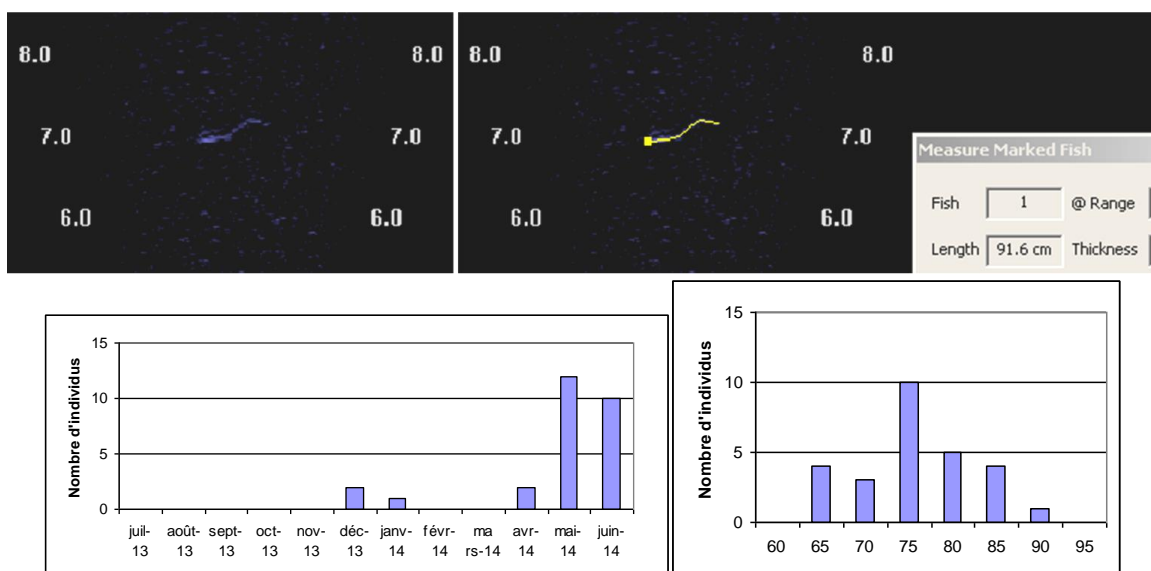 8.0 8.0 8.0 8.0
7.0 7.0 7.0 7.0
6.0 6.0 6.0 6.0
Measure Marked Fish
Fish 1 @ Range
Length 91.6 cm Thickness
Nombre d'individus
15
10
5
0
juil- août- sept- oct- nov- déc- janv- févr- ma avr- mai- juin-
13 13 13 13 13 13 14 14 rs-14 14 14 14
Nombre d'individus
15
10
5
0
60 65 70 75 80 85 90 95